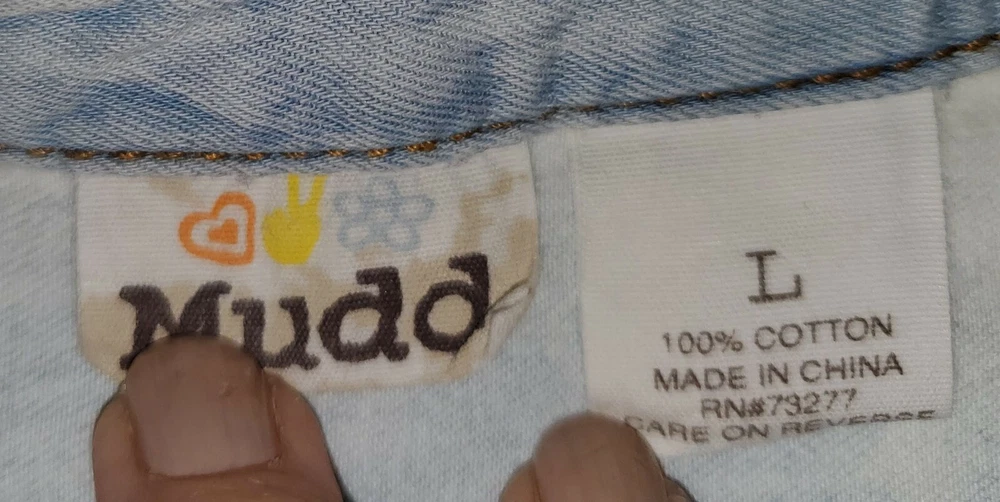 Mudd
L
100% COTTON
MADE IN CHINA
RN#73277
CARE ON REVERSE